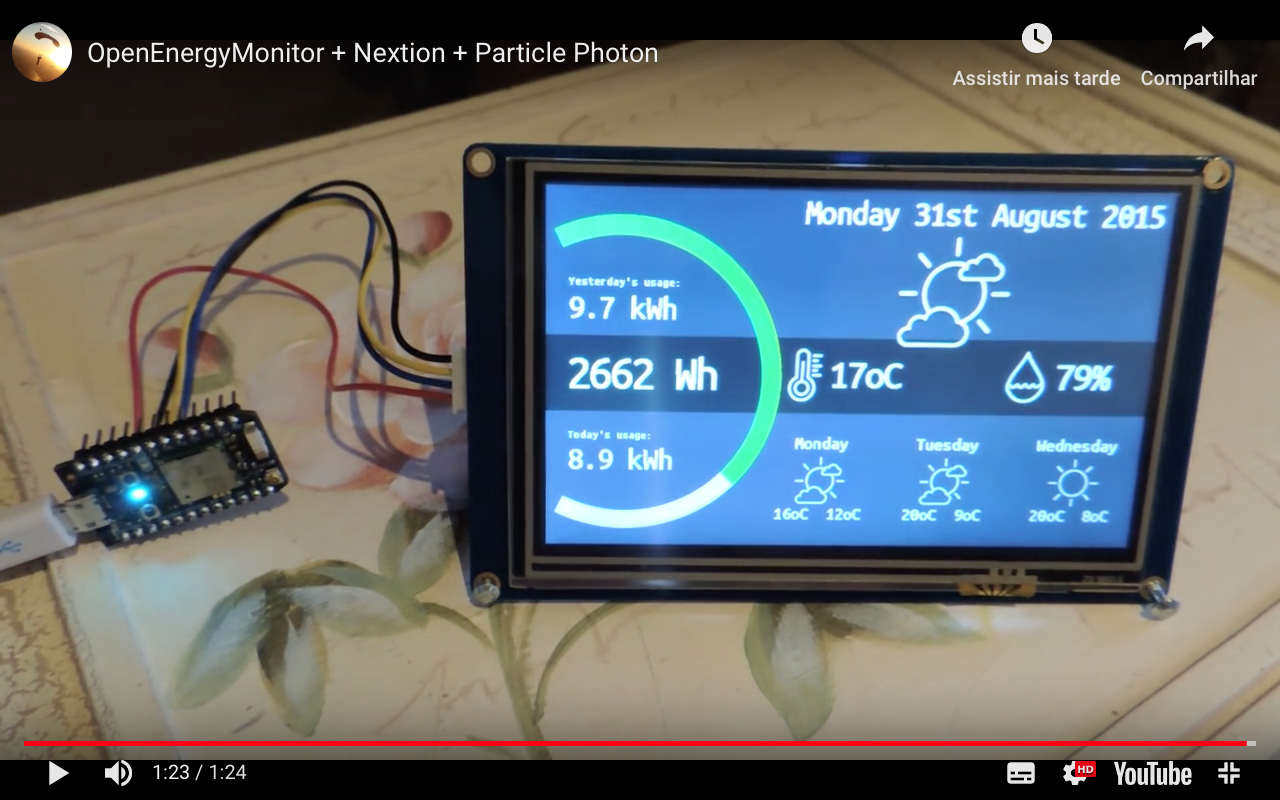 OpenEnergyMonitor + Nextion + Particle Photon
Assistir mais tarde
Compartilhar
Monday 31st August 2015
Yesterday's usage:
9.7 kWh
2662 Wh
17oC
79%
Today's usage:
8.9 kWh
Monday
Tuesday
Wednesday
16oC 12oC
20oC 9oC
20oC 8oC
1:23 / 1:24
HD
YouTube